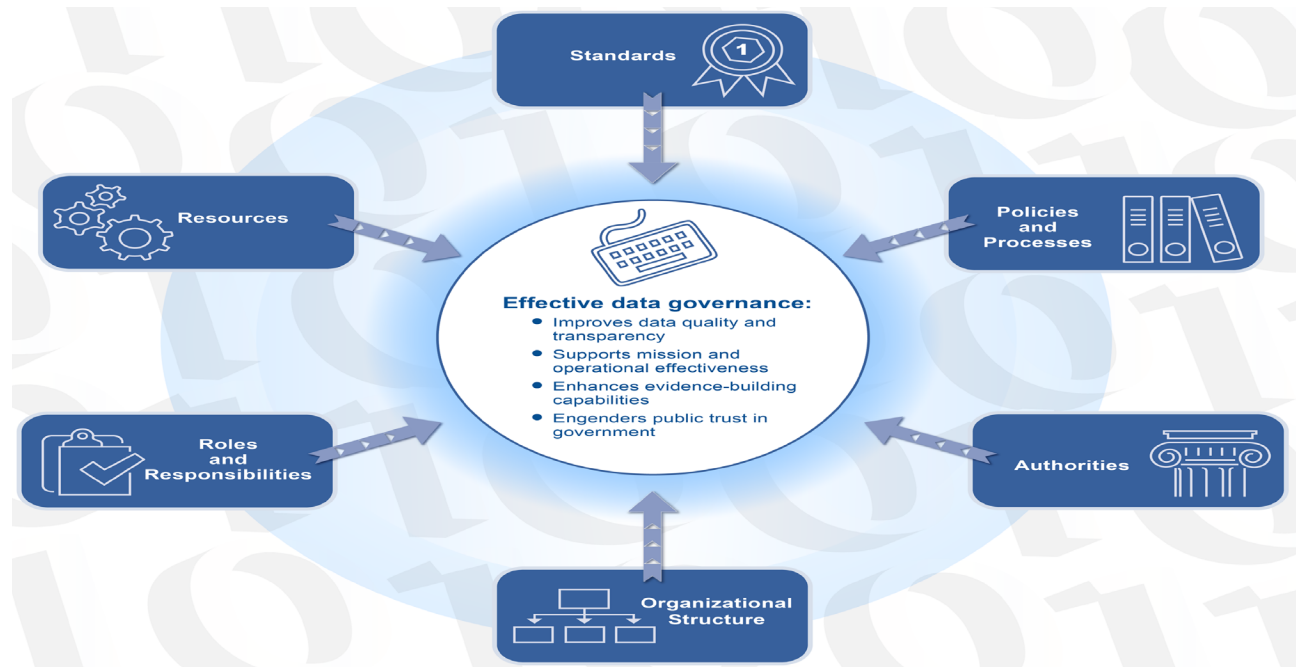 Standards
1
Resources
Policies
and
Processes
Effective data governance:
● Improves data quality and
transparency
● Supports mission and
operational effectiveness
● Enhances evidence-building
capabilities
● Engenders public trust in
government
Roles
and
Responsibilities
Authorities
Organizational
Structure